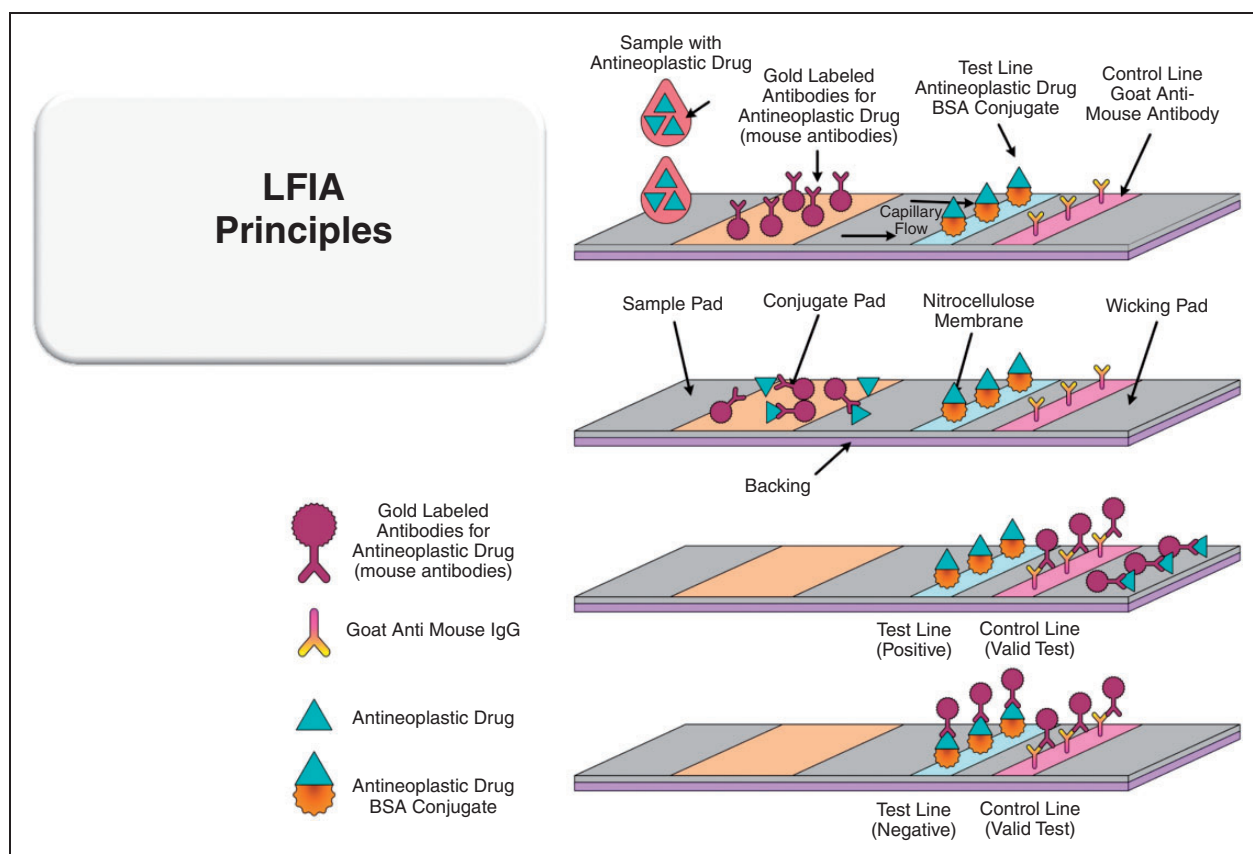 LFIA
Principles
Sample with
Antineoplastic Drug
Gold Labeled
Antibodies for
Antineoplastic Drug
(mouse antibodies)
Test Line
Antineoplastic Drug
BSA Conjugate
Control Line
Goat Anti-
Mouse Antibody
Capillary
Flow
Sample Pad
Conjugate Pad
Nitrocellulose
Membrane
Wicking Pad
Backing
Gold Labeled
Antibodies for
Antineoplastic Drug
(mouse antibodies)
Goat Anti Mouse IgG
Antineoplastic Drug
Antineoplastic Drug
BSA Conjugate
Test Line
(Positive)
Control Line
(Valid Test)
Test Line
(Negative)
Control Line
(Valid Test)